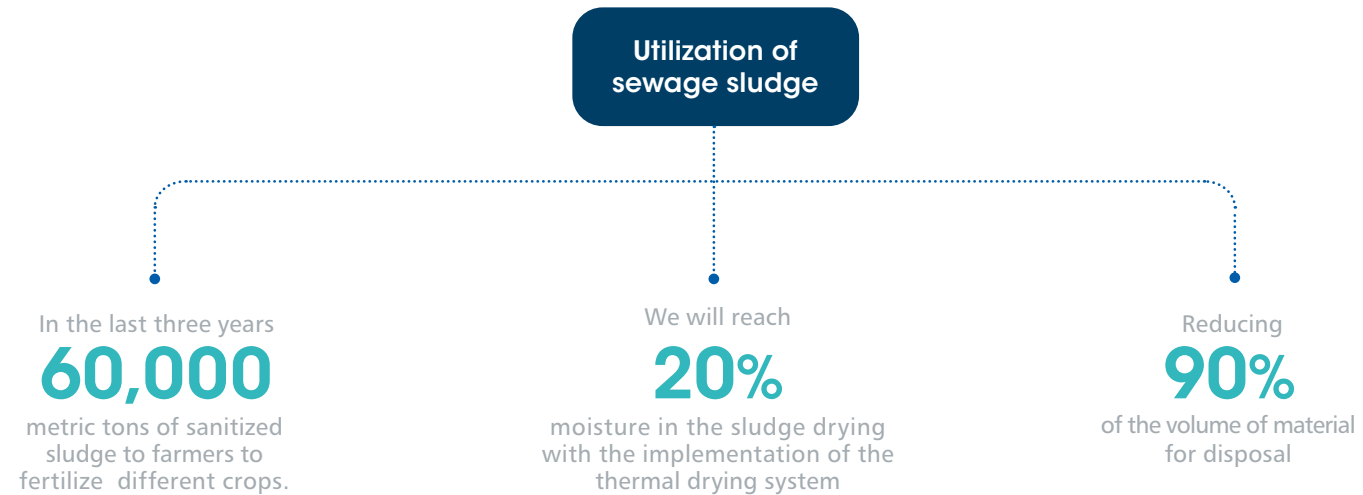 Utilization of
sewage sludge
In the last three years
60,000
metric tons of sanitized
sludge to farmers to
fertilize different crops.
We will reach
20%
moisture in the sludge drying
with the implementation of the
thermal drying system
Reducing
90%
of the volume of material
for disposal